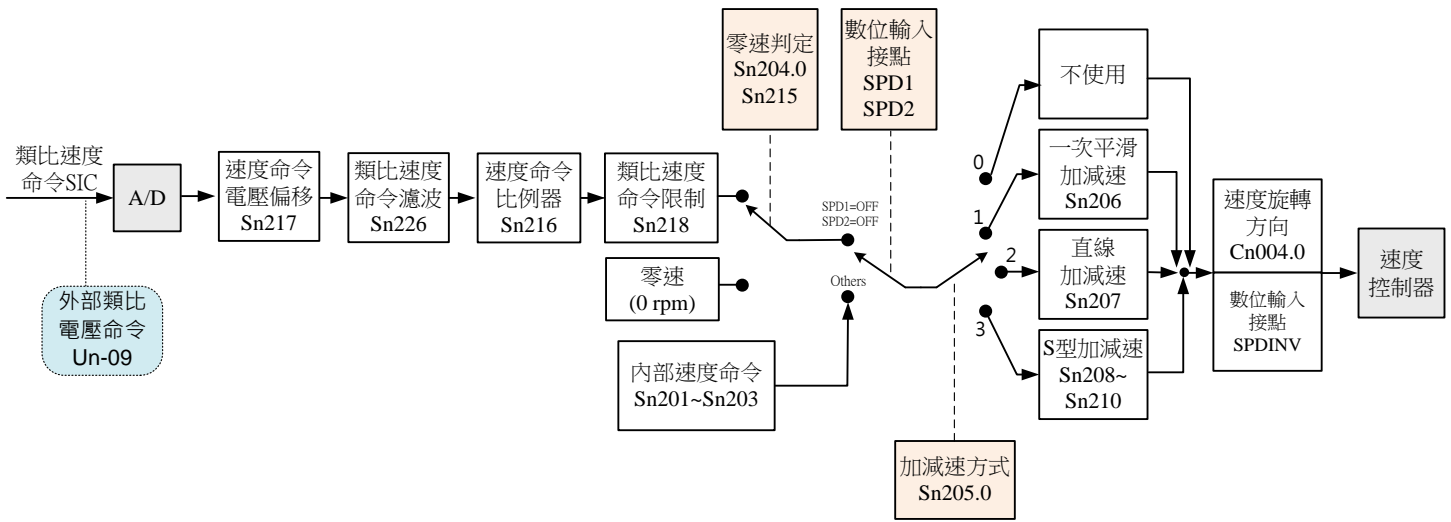 類比速度
命令SIC
A/D
外部類比
電壓命令
Un-09
速度命令
電壓偏移
Sn217
類比速度
命令濾波
Sn226
速度命令
比例器
Sn216
類比速度
命令限制
Sn218
零速
(0 rpm)
內部速度命令
Sn201~Sn203
零速判定
Sn204.0
Sn215
數位輸入
接點
SPD1
SPD2
SPD1=OFF
SPD2=OFF
Others
加減速方式
Sn205.0
0
1
2
3
不使用
一次平滑
加減速
Sn206
直線
加減速
Sn207
S型加減速
Sn208~
Sn210
速度旋轉
方向
Cn004.0
數位輸入
接點
SPDINV
速度
控制器